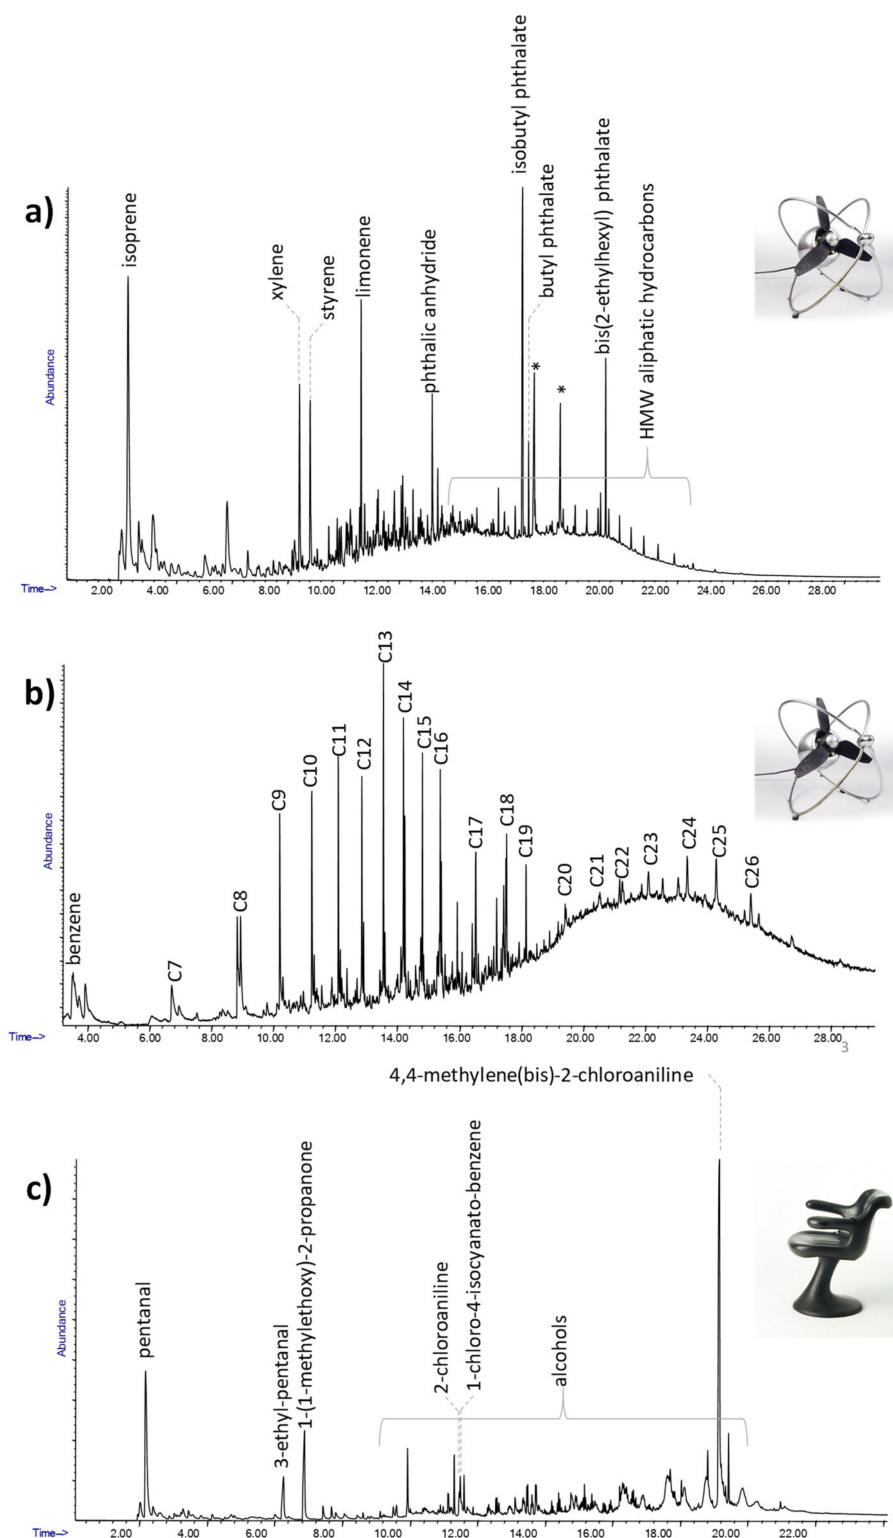 a)
Abundance
isoprene
xylene
styrene
limonene
phthalic anhydride
isobutyl phthalate
butyl phthalate
*
*
bis(2-ethylhexyl) phthalate
HMW aliphatic hydrocarbons
Time-->
2.00 4.00 6.00 8.00 10.00 12.00 14.00 16.00 18.00 20.00 22.00 24.00 26.00 28.00
b)
Abundance
benzene
C7
C8
C9
C10
C11
C12
C13
C14
C15
C16
C17
C18
C19
C20
C21
C22
C23
C24
C25
C26
Time-->
4.00 6.00 8.00 10.00 12.00 14.00 16.00 18.00 20.00 22.00 24.00 26.00 28.00
3
c)
Abundance
pentanal
3-ethyl-pentanal
1-(1-methylethoxy)-2-propanone
2-chloroaniline
1-chloro-4-isocyanato-benzene
alcohols
4,4-methylene(bis)-2-chloroaniline
Time-->
2.00 4.00 6.00 8.00 10.00 12.00 14.00 16.00 18.00 20.00 22.00